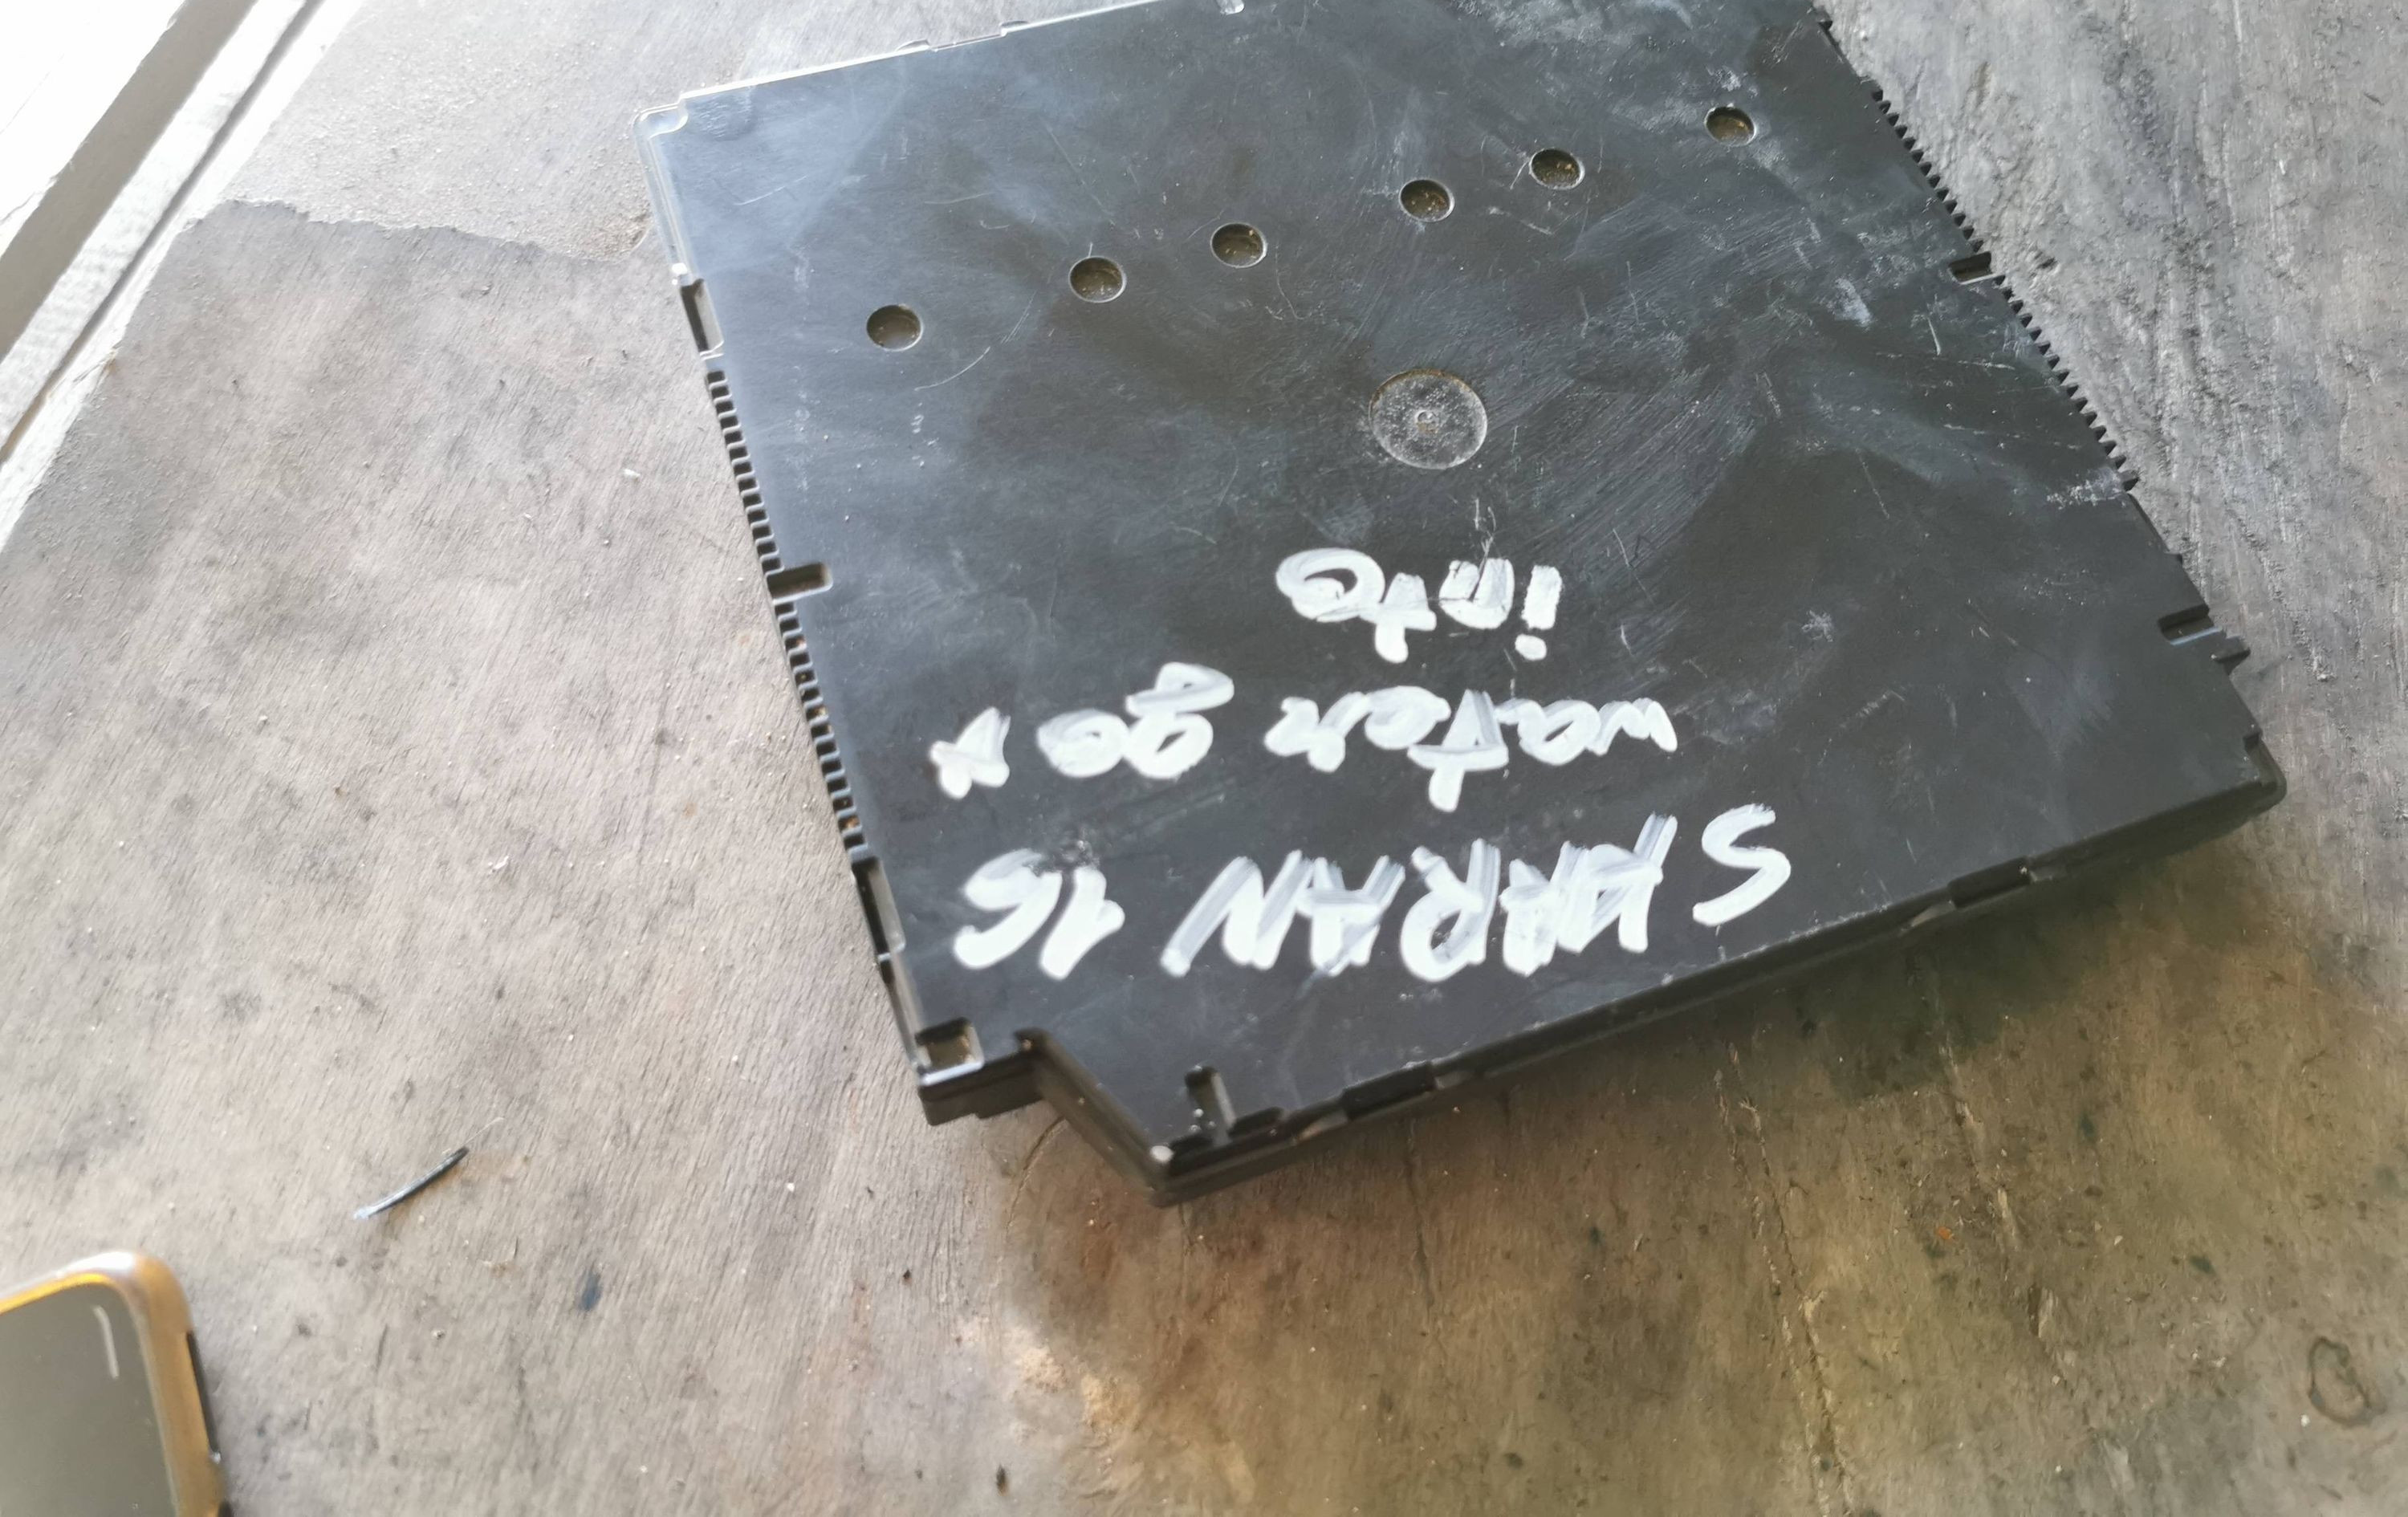 SHARAN 16
water got
into